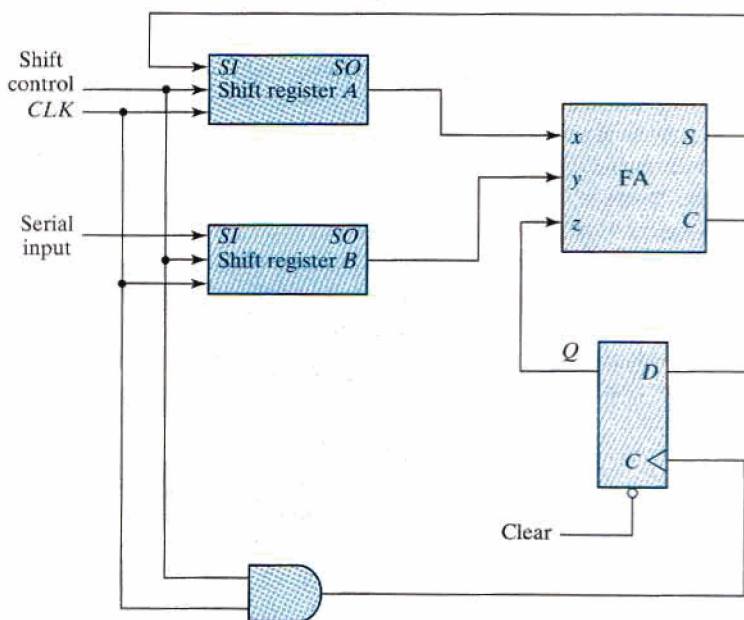 Shift
control
CLK
SI SO
Shift register A
Serial
input
SI SO
Shift register B
x S
y FA
z C
Q
D
C
Clear